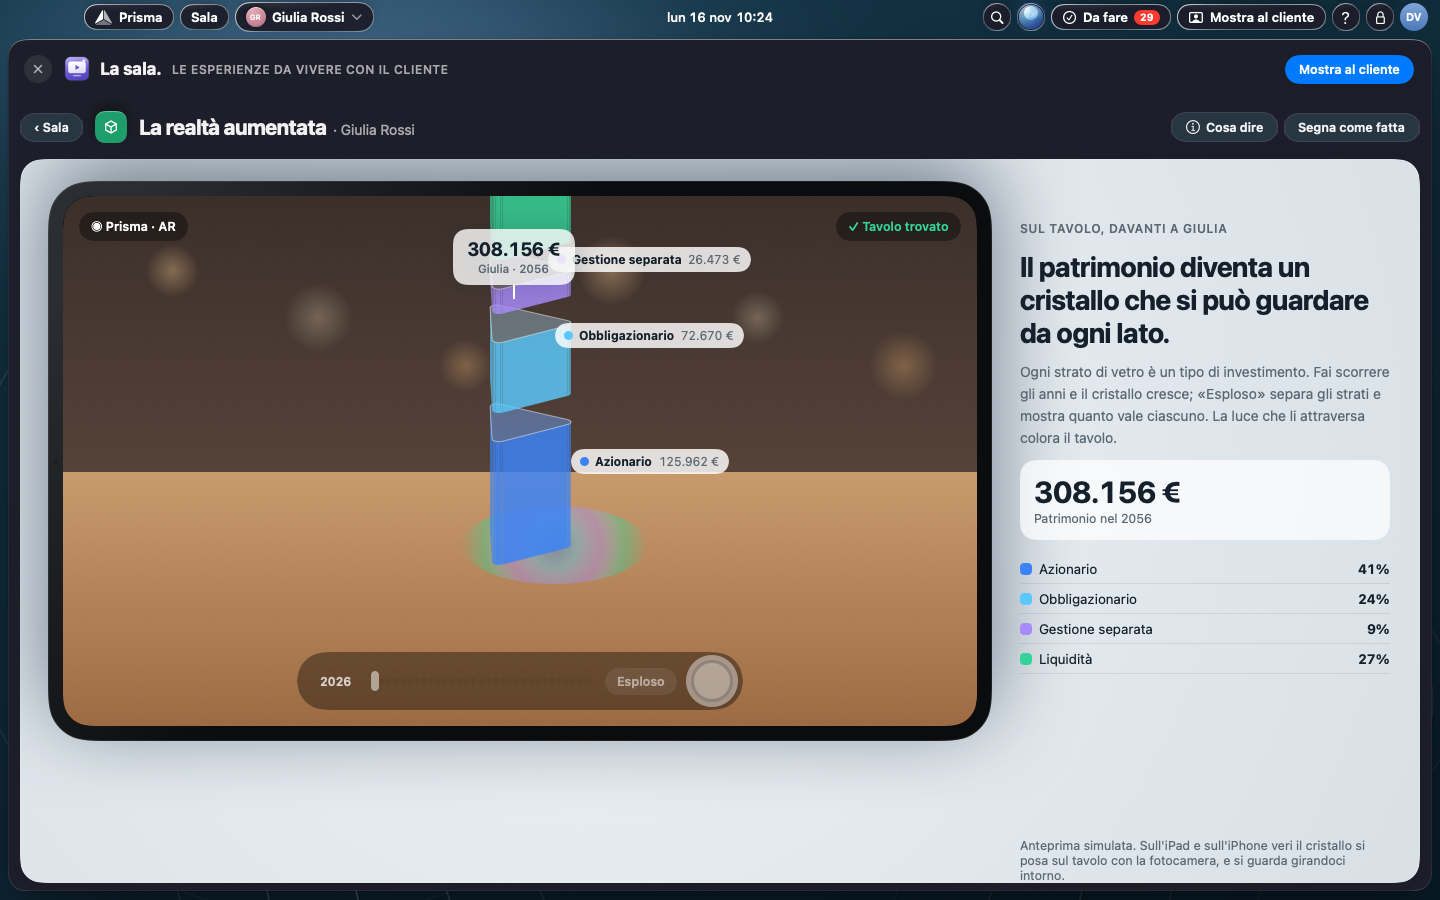 Prisma
Sala
GR Giulia Rossi
lun 16 nov 10:24
Da fare 29
Mostra al cliente
?
DV
La sala. LE ESPERIENZE DA VIVERE CON IL CLIENTE
Mostra al cliente
‹ Sala
La realtà aumentata · Giulia Rossi
Cosa dire
Segna come fatta
Prisma · AR
Tavolo trovato
308.156 €
Giulia · 2056
Gestione separata 26.473 €
Obbligazionario 72.670 €
Azionario 125.962 €
2026
Esploso
SUL TAVOLO, DAVANTI A GIULIA
Il patrimonio diventa un
cristallo che si può guardare
da ogni lato.
Ogni strato di vetro è un tipo di investimento. Fai scorrere
gli anni e il cristallo cresce; «Esploso» separa gli strati e
mostra quanto vale ciascuno. La luce che li attraversa
colora il tavolo.
308.156 €
Patrimonio nel 2056
Azionario 41%
Obbligazionario 24%
Gestione separata 9%
Liquidità 27%
Anteprima simulata. Sull'iPad e sull'iPhone veri il cristallo si
posa sul tavolo con la fotocamera, e si guarda girandoci
intorno.